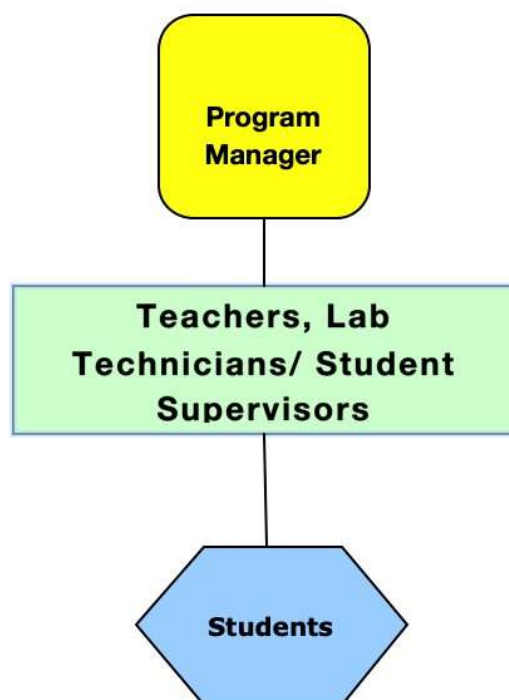 Program
Manager
Teachers, Lab
Technicians/ Student
Supervisors
Students